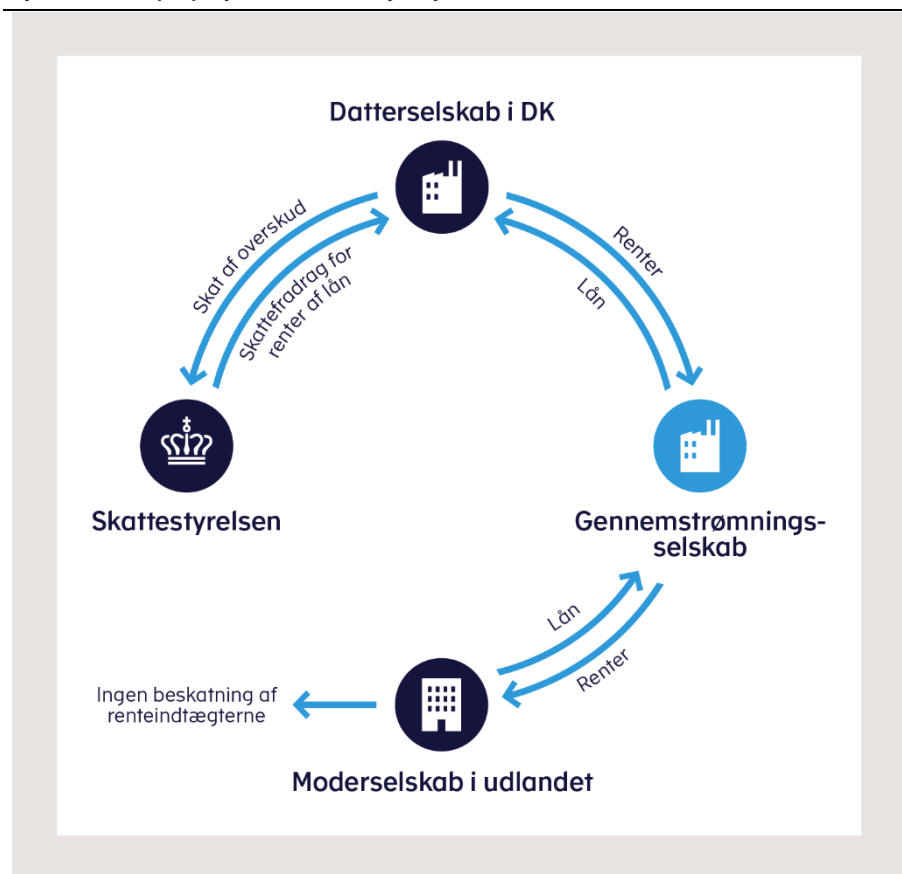 Datterselskab i DK
Skat af overskud
Skattefradrag for
renter af lån
Renter
Lån
Skattestyrelsen
Gennemstrømnings-
selskab
Lån
Renter
Ingen beskatning af
renteindtægterne
Moderselskab i udlandet